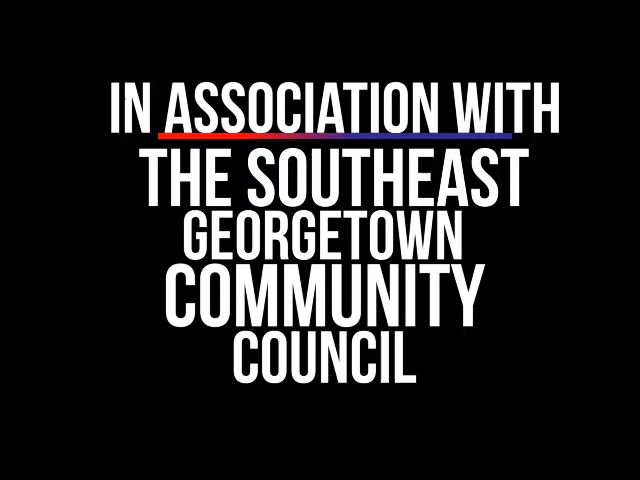 IN ASSOCIATION WITH
THE SOUTHEAST
GEORGETOWN
COMMUNITY
COUNCIL